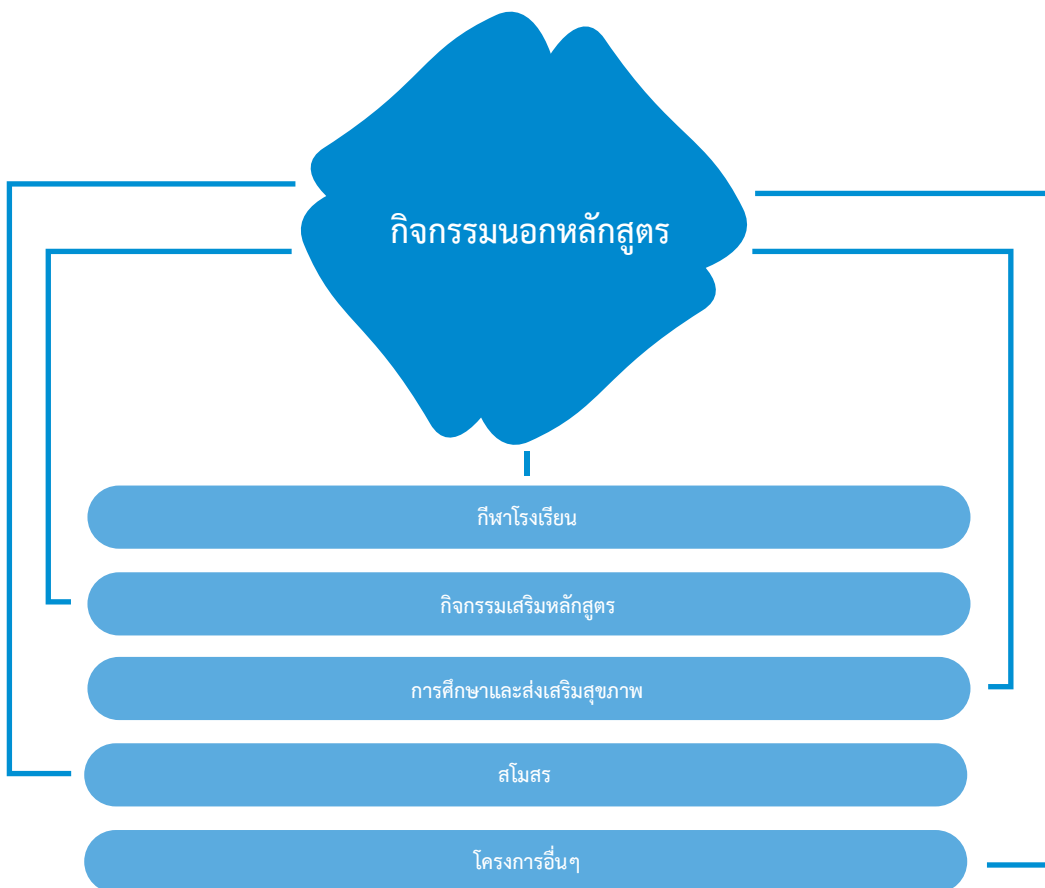 กิจกรรมนอกหลักสูตร
กีฬาโรงเรียน
กิจกรรมเสริมหลักสูตร
การศึกษาและส่งเสริมสุขภาพ
สโมสร
โครงการอื่นๆ